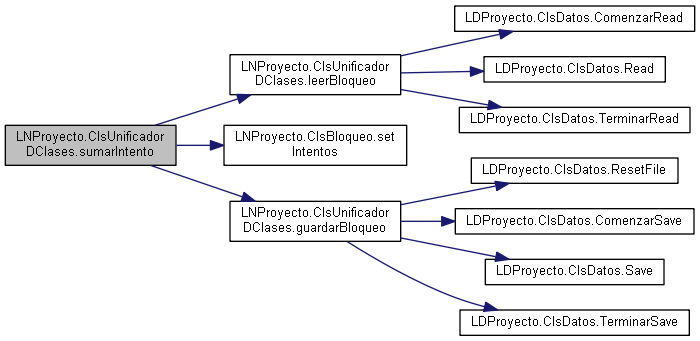 LNProyecto.ClsUnificador
DClases.sumarIntento
LNProyecto.ClsUnificador
DClases.leerBloqueo
LNProyecto.ClsBloqueo.set
Intentos
LNProyecto.ClsUnificador
DClases.guardarBloqueo
LDProyecto.ClsDatos.ComenzarRead
LDProyecto.ClsDatos.Read
LDProyecto.ClsDatos.TerminarRead
LDProyecto.ClsDatos.ResetFile
LDProyecto.ClsDatos.ComenzarSave
LDProyecto.ClsDatos.Save
LDProyecto.ClsDatos.TerminarSave